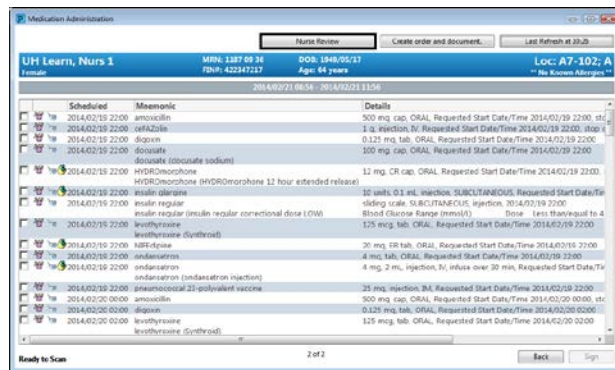 Medication Administration
Nurse Review Create order and document. Last Refresh at
UH Learn, Nurs 1 MRN: 1187 09 36 DOB: 1949/05/17 Loc: A7-102; A
Female FIN#: 422347217 Age: 64 years ** No Known Allergies **
2014/02/21 08:56 - 2014/02/21 11:56
Scheduled Mnemonic Details
2014/02/19 22:00 amoxicillin 500 mg, cap, ORAL, Requested Start Date/Time 2014/02/19 22:00,
2014/02/19 22:00 ceFAZolin 1 g, injection, IV, Requested Start Date/Time 2014/02/19 22:00, stop
2014/02/19 22:00 digoxin 0.125 mg, tab, ORAL, Requested Start Date/Time 2014/02/19 22:00
2014/02/19 22:00 docusate 100 mg, cap, ORAL, Requested Start Date/Time 2014/02/19 22:00
docusate (docusate sodium)
2014/02/19 22:00 HYDROmorphone 12 mg, CR cap, ORAL, Requested Start Date/Time 2014/02/19 22:00.
HYDROmorphone (HYDROmorphone 12 hour extended release)
2014/02/19 22:00 insulin glargine 10 units, 0.1 mL, injection, SUBCUTANEOUS, Requested Start Date/Tim
2014/02/19 22:00 insulin regular sliding scale, SUBCUTANEOUS, injection, 2014/02/19 22:00
insulin regular (insulin regular correctional dose LOW) Blood Glucose Range (mmol/L) Dose Less than/equal to 4
2014/02/19 22:00 levothyroxine 125 mcg, tab, ORAL, Requested Start Date/Time 2014/02/19 22:00
levothyroxine (Synthroid)
2014/02/19 22:00 NIFEdipine 20 mg, ER tab, ORAL, Requested Start Date/Time 2014/02/19 22:00
2014/02/19 22:00 ondansetron 4 mg, tab, ORAL, Requested Start Date/Time 2014/02/19 22:00
2014/02/19 22:00 ondansetron 4 mg, 2 mL, injection, IV, infuse over 30 min, Requested Start Date/Tim
ondansetron (ondansetron injection)
2014/02/19 22:00 pneumococcal 23-polyvalent vaccine 25 mg, injection, IM, Requested Start Date/Time 2014/02/19 22:00
2014/02/20 00:00 amoxicillin 500 mg, cap, ORAL, Requested Start Date/Time 2014/02/20 00:00,
2014/02/20 02:00 digoxin 0.125 mg, tab, ORAL, Requested Start Date/Time 2014/02/20 02:00
2014/02/20 02:00 levothyroxine 125 mcg, tab, ORAL, Requested Start Date/Time 2014/02/20 02:00
levothyroxine (Synthroid)
Ready to Scan 2 of 2 Back Sign